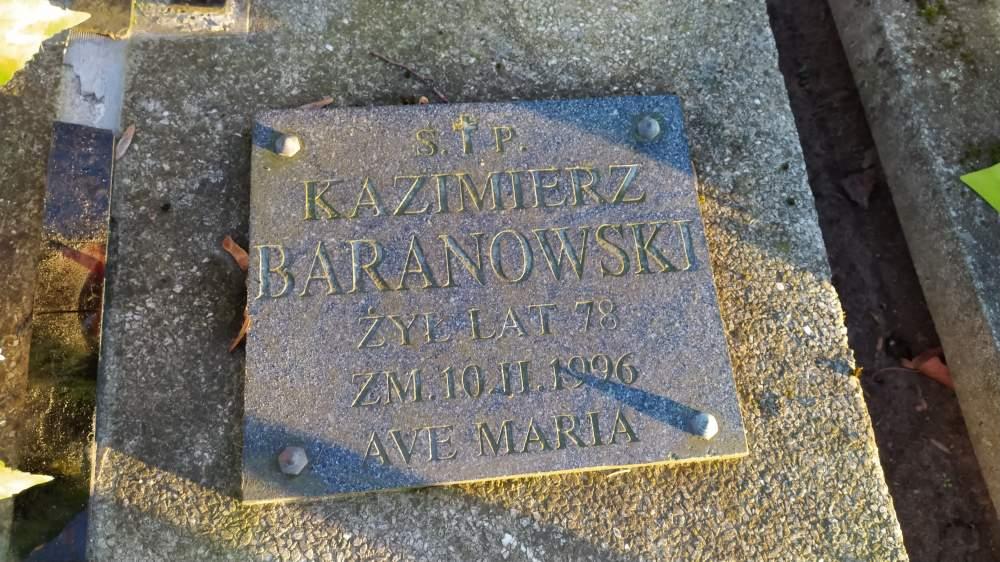 Ś. † P.
KAZIMIERZ
BARANOWSKI
ŻYŁ LAT 78
ZM. 10.II.1996
AVE MARIA